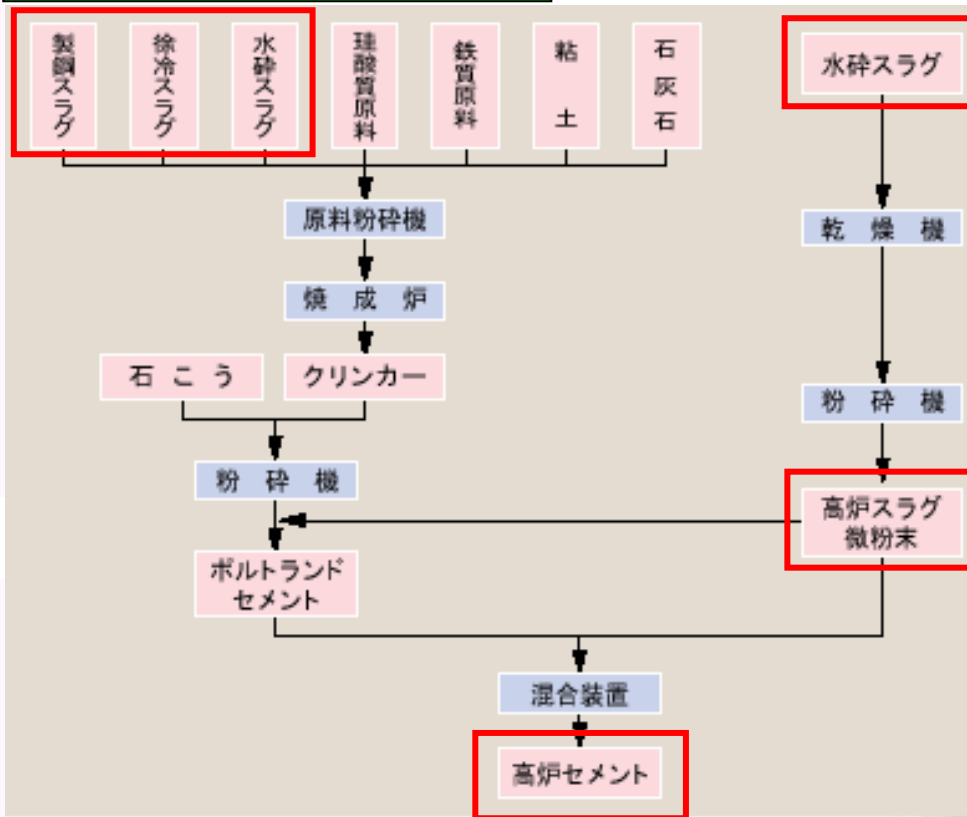 製鋼スラグ
徐冷スラグ
水砕スラグ
珪酸質原料
鉄質原料
粘土
石灰石
水砕スラグ
原料粉砕機
乾燥機
焼成炉
石こう
クリンカー
粉砕機
粉砕機
高炉スラグ
微粉末
ポルトランド
セメント
混合装置
高炉セメント